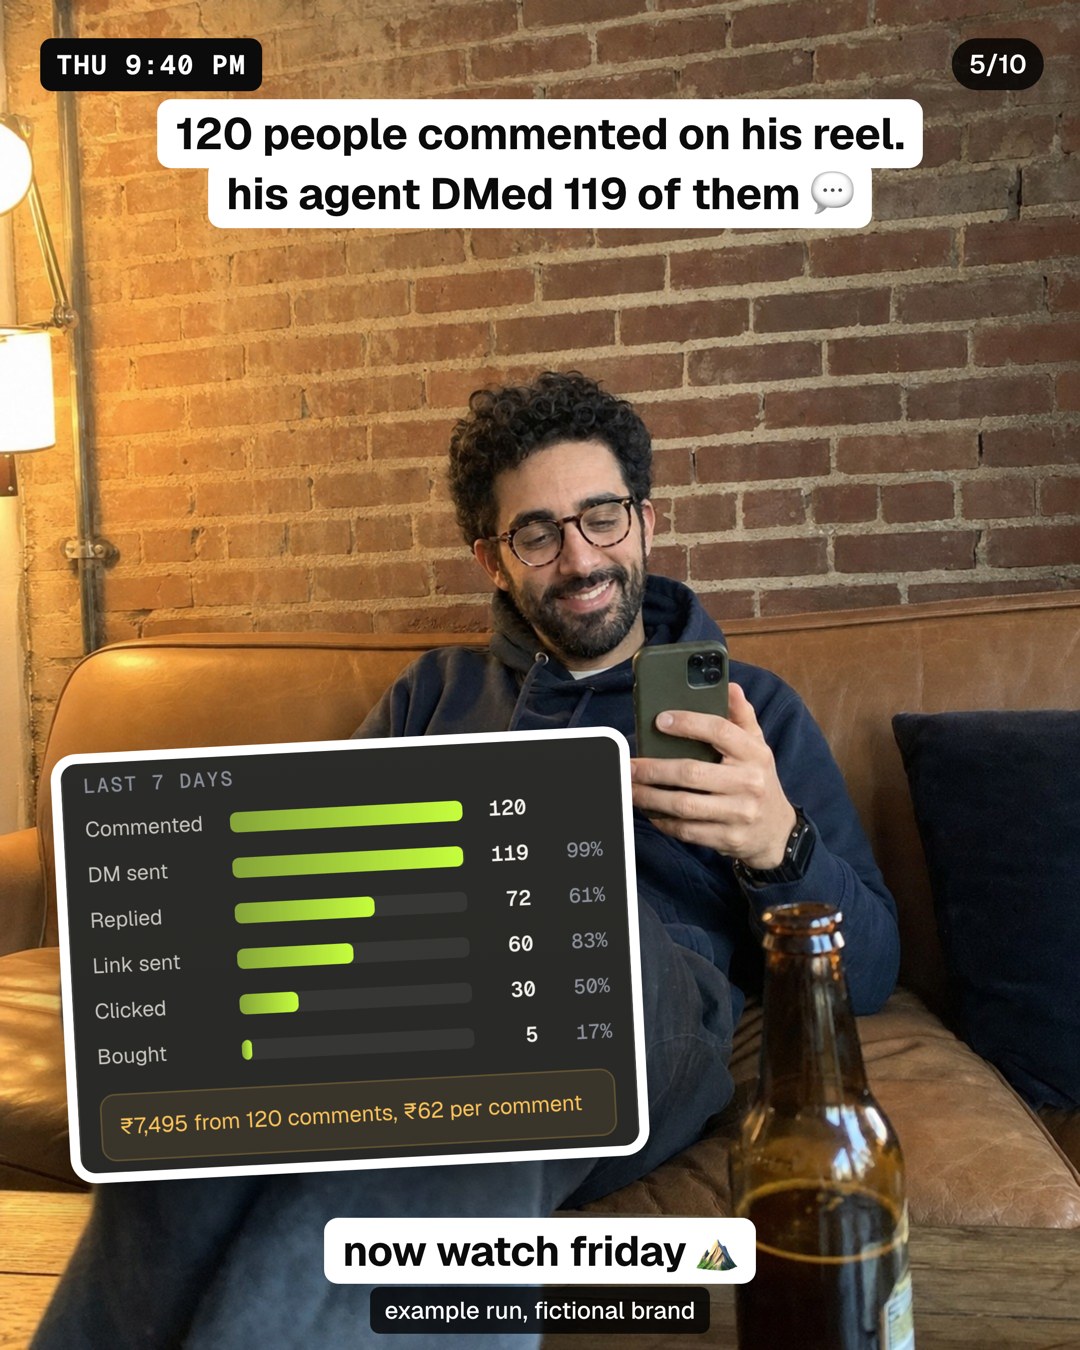 THU 9:40 PM
5/10
120 people commented on his reel.
his agent DMed 119 of them 💬
LAST 7 DAYS
Commented 120
DM sent 119 99%
Replied 72 61%
Link sent 60 83%
Clicked 30 50%
Bought 5 17%
₹7,495 from 120 comments, ₹62 per comment
now watch friday ⛰️
example run, fictional brand